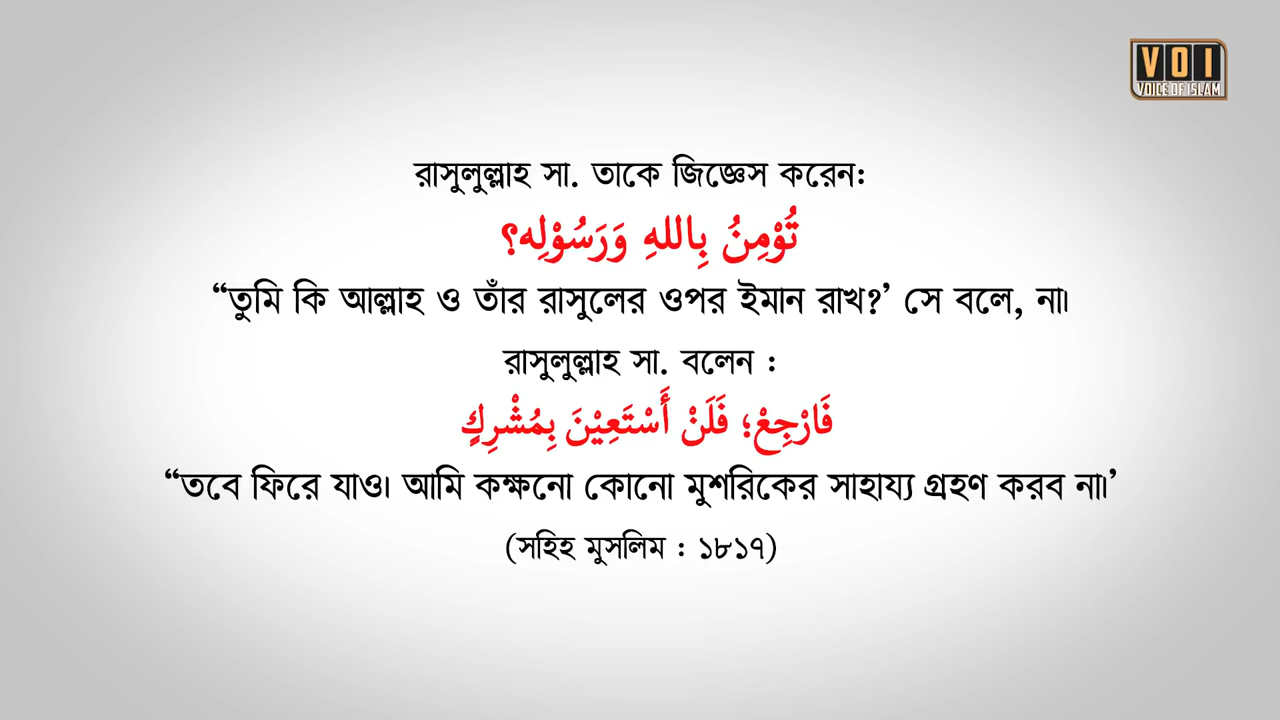 VOI
VOICE OF ISLAM
রাসুলুল্লাহ সা. তাকে জিজ্ঞেস করেন:
تُوْمِنُ بِاللهِ وَرَسُوْلِه؟
“তুমি কি আল্লাহ ও তাঁর রাসুলের ওপর ইমান রাখ?’ সে বলে, না।
রাসুলুল্লাহ সা. বলেন :
فَارْجِعْ؛ فَلَنْ أَسْتَعِيْنَ بِمُشْرِكٍ
“তবে ফিরে যাও। আমি কক্ষনো কোনো মুশরিকের সাহায্য গ্রহণ করব না।’
(সহিহ মুসলিম : ১৮১৭)